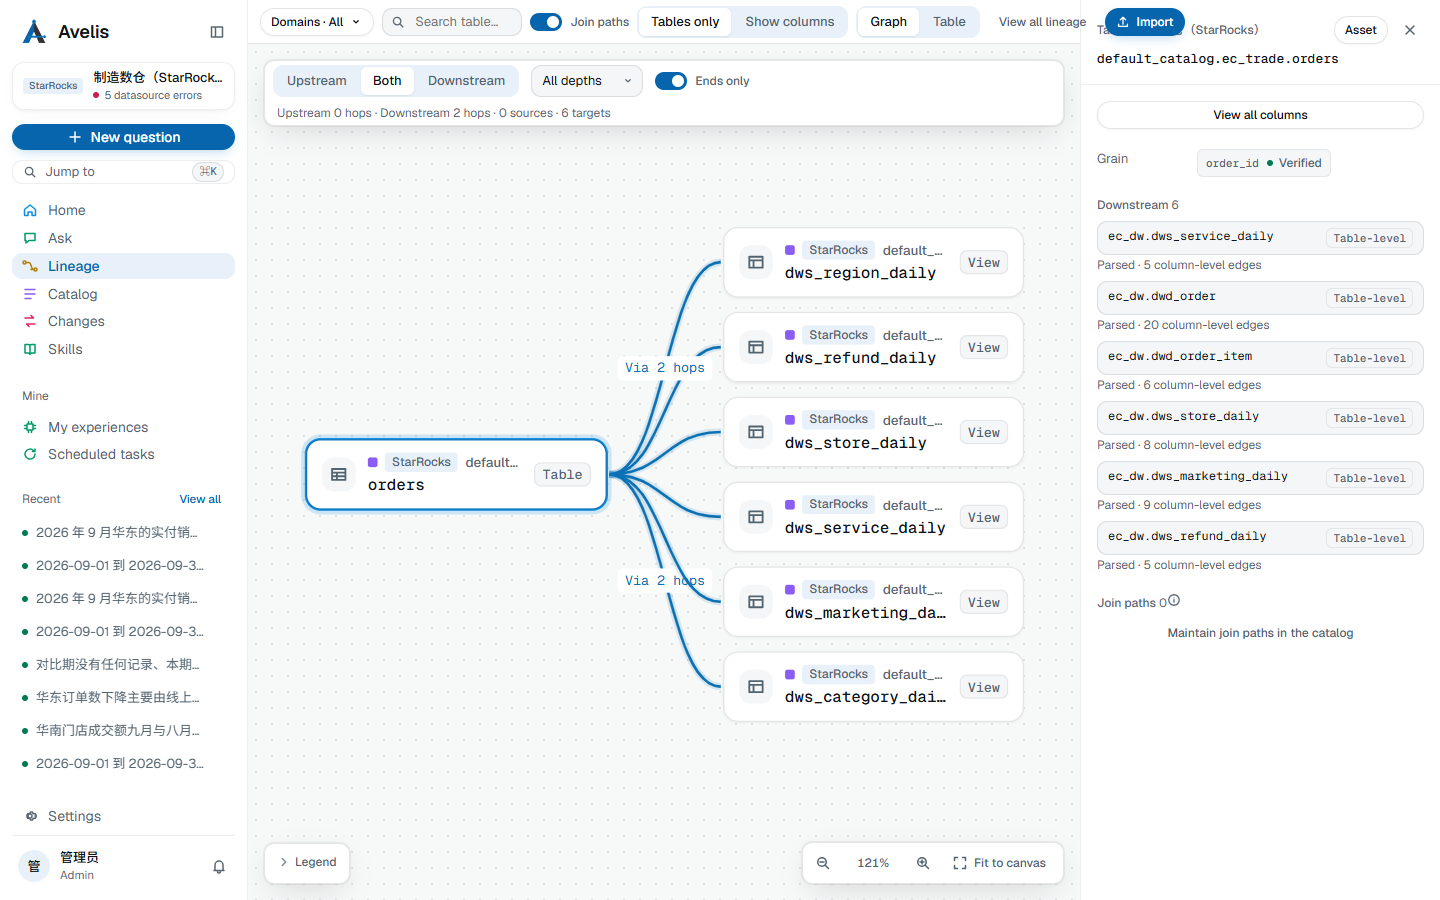 Avelis
StarRocks
制造数仓（StarRock...
5 datasource errors
New question
Jump to
⌘K
Home
Ask
Lineage
Catalog
Changes
Skills
Mine
My experiences
Scheduled tasks
Recent
View all
2026 年 9 月华东的实付销...
2026-09-01 到 2026-09-3...
2026 年 9 月华东的实付销...
2026-09-01 到 2026-09-3...
对比期没有任何记录、本期...
华东订单数下降主要由线上...
华南门店成交额九月与八月...
2026-09-01 到 2026-09-3...
Settings
管
管理员
Admin
Domains · All
Search table...
Join paths
Tables only
Show columns
Graph
Table
View all lineage
Import
Upstream
Both
Downstream
All depths
Ends only
Upstream 0 hops · Downstream 2 hops · 0 sources · 6 targets
StarRocks default...
orders
Table
Via 2 hops
Via 2 hops
StarRocks default_...
dws_region_daily
View
StarRocks default_...
dws_refund_daily
View
StarRocks default_...
dws_store_daily
View
StarRocks default_...
dws_service_daily
View
StarRocks default_...
dws_marketing_da...
View
StarRocks default_...
dws_category_dai...
View
Legend
121%
Fit to canvas
(StarRocks)
Asset
default_catalog.ec_trade.orders
View all columns
Grain
order_id
Verified
Downstream 6
ec_dw.dws_service_daily
Table-level
Parsed · 5 column-level edges
ec_dw.dwd_order
Table-level
Parsed · 20 column-level edges
ec_dw.dwd_order_item
Table-level
Parsed · 6 column-level edges
ec_dw.dws_store_daily
Table-level
Parsed · 8 column-level edges
ec_dw.dws_marketing_daily
Table-level
Parsed · 9 column-level edges
ec_dw.dws_refund_daily
Table-level
Parsed · 5 column-level edges
Join paths 0
Maintain join paths in the catalog